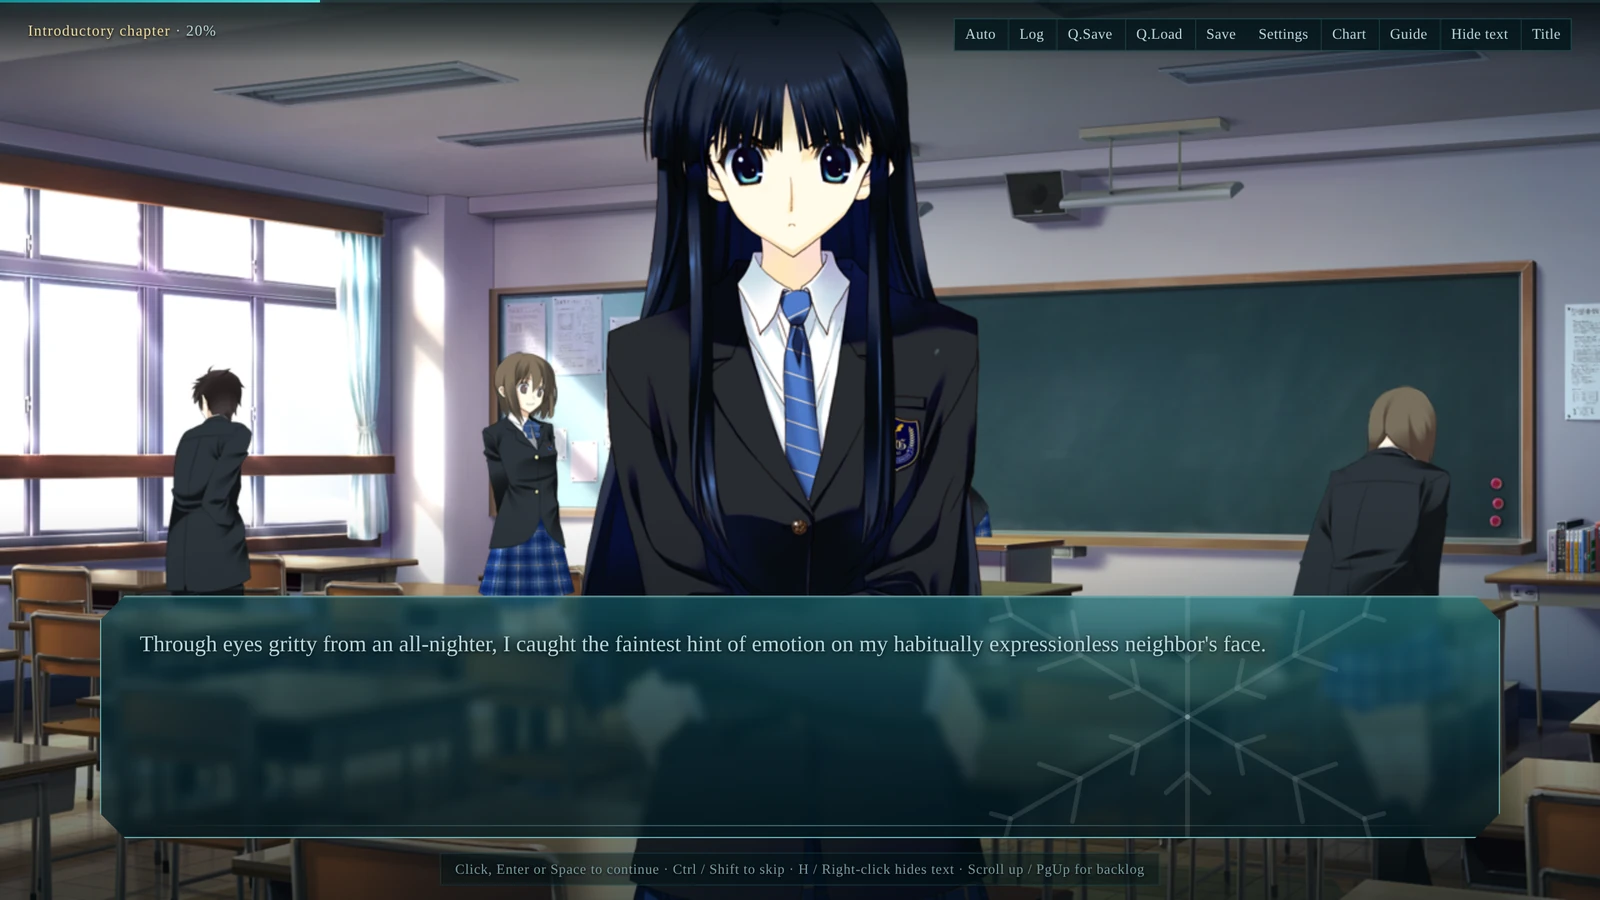 Introductory chapter · 20%
Auto Log Q.Save Q.Load Save Settings Chart Guide Hide text Title
Through eyes gritty from an all-nighter, I caught the faintest hint of emotion on my habitually expressionless neighbor's face.
Click, Enter or Space to continue · Ctrl / Shift to skip · H / Right-click hides text · Scroll up / PgUp for backlog